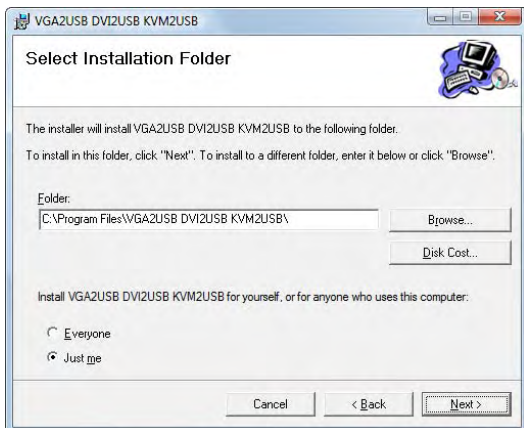 VGA2USB DVI2USB KVM2USB
Select Installation Folder
The installer will install VGA2USB DVI2USB KVM2USB to the following folder.
To install in this folder, click "Next". To install to a different folder, enter it below or click "Browse".
Folder:
C:\Program Files\VGA2USB DVI2USB KVM2USB\
Browse...
Disk Cost...
Install VGA2USB DVI2USB KVM2USB for yourself, or for anyone who uses this computer:
Everyone
Just me
Cancel
< Back
Next >